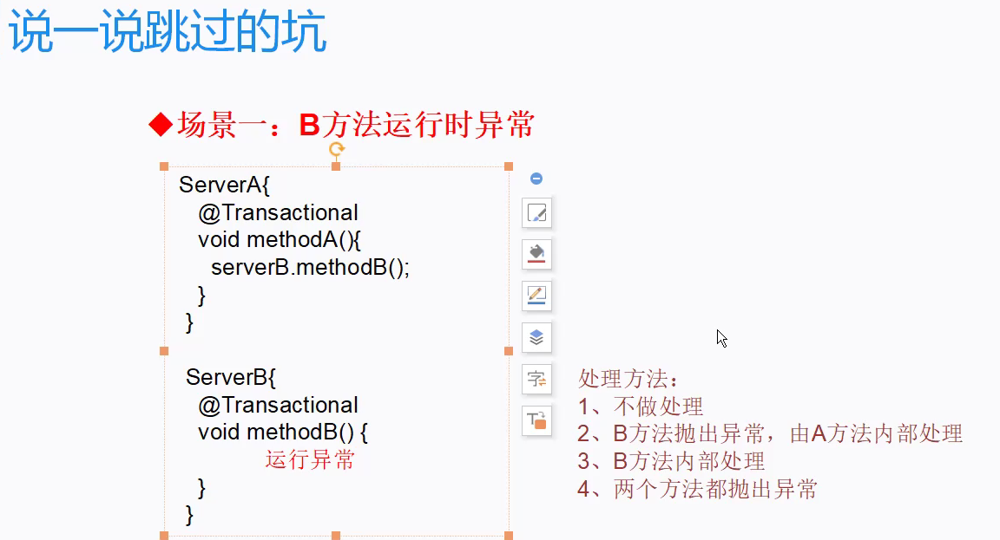 说一说跳过的坑
◆场景一：B方法运行时异常
ServerA{
@Transactional
void methodA(){
serverB.methodB();
}
}
ServerB{
@Transactional
void methodB() {
运行异常
}
}
处理方法：
1、不做处理
2、B方法抛出异常，由A方法内部处理
3、B方法内部处理
4、两个方法都抛出异常